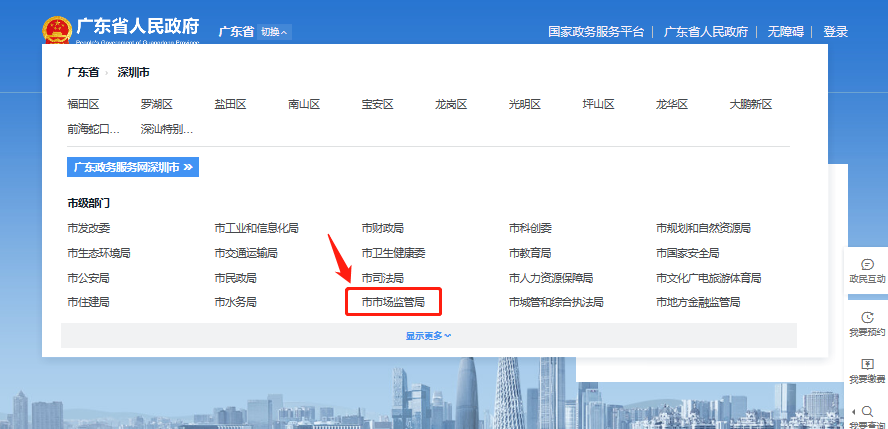 广东省人民政府
People's Government of Guangdong Province
广东省 切换
国家政务服务平台 | 广东省人民政府 | 无障碍 | 登录
广东省 › 深圳市
福田区 罗湖区 盐田区 南山区 宝安区 龙岗区 光明区 坪山区 龙华区 大鹏新区
前海蛇口... 深汕特别...
广东政务服务网深圳市 »
市级部门
市发改委 市工业和信息化局 市财政局 市科创委 市规划和自然资源局
市生态环境局 市交通运输局 市卫生健康委 市教育局 市国家安全局
市公安局 市民政局 市司法局 市人力资源保障局 市文化广电旅游体育局
市住建局 市水务局 市市场监管局 市城管和综合执法局 市地方金融监管局
显示更多
政民互动
我要预约
我要缴费
我要查询